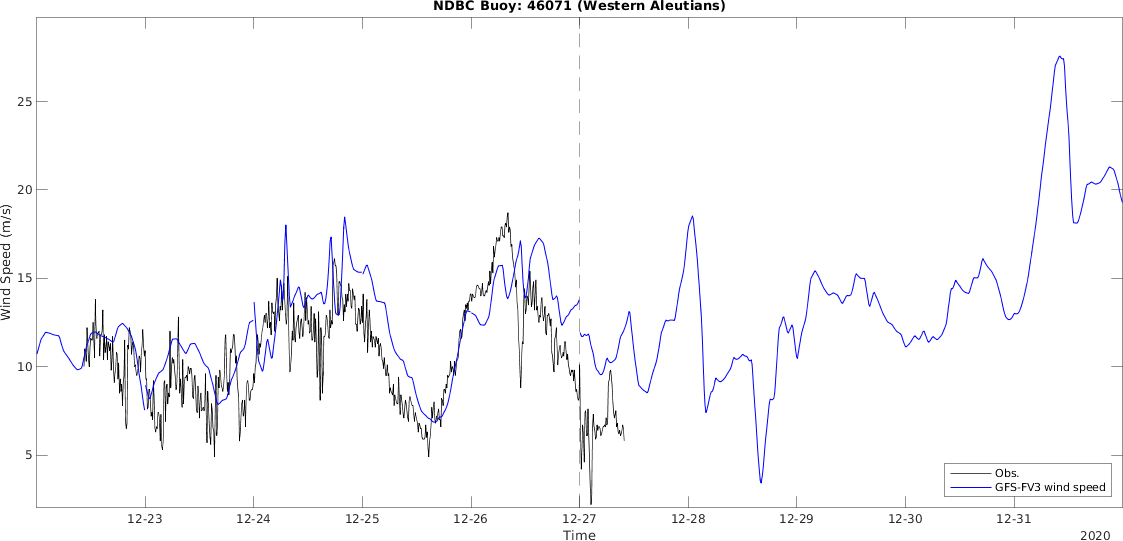 NDBC Buoy: 46071 (Western Aleutians)
Wind Speed (m/s)
25
20
15
10
5
Obs.
GFS-FV3 wind speed
12-23 12-24 12-25 12-26 12-27 12-28 12-29 12-30 12-31
Time
2020